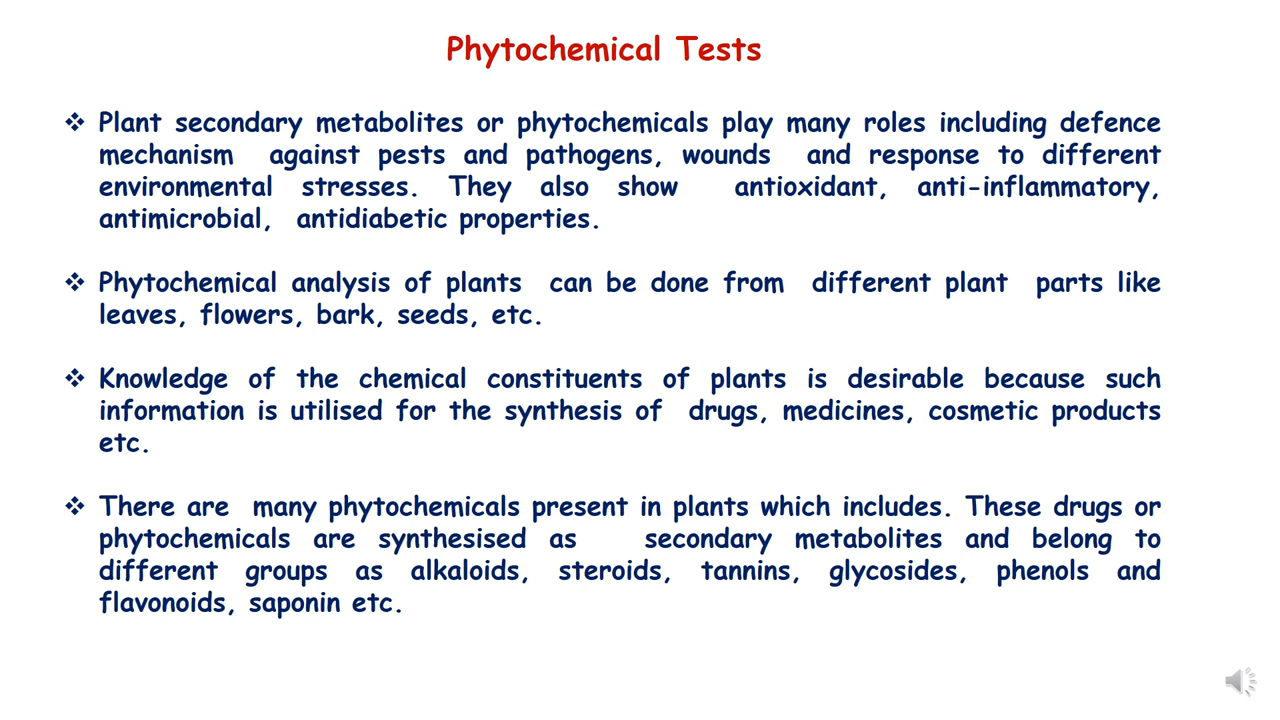 Phytochemical Tests
❖ Plant secondary metabolites or phytochemicals play many roles including defence
mechanism against pests and pathogens, wounds and response to different
environmental stresses. They also show antioxidant, anti-inflammatory,
antimicrobial, antidiabetic properties.
❖ Phytochemical analysis of plants can be done from different plant parts like
leaves, flowers, bark, seeds, etc.
❖ Knowledge of the chemical constituents of plants is desirable because such
information is utilised for the synthesis of drugs, medicines, cosmetic products
etc.
❖ There are many phytochemicals present in plants which includes. These drugs or
phytochemicals are synthesised as secondary metabolites and belong to
different groups as alkaloids, steroids, tannins, glycosides, phenols and
flavonoids, saponin etc.